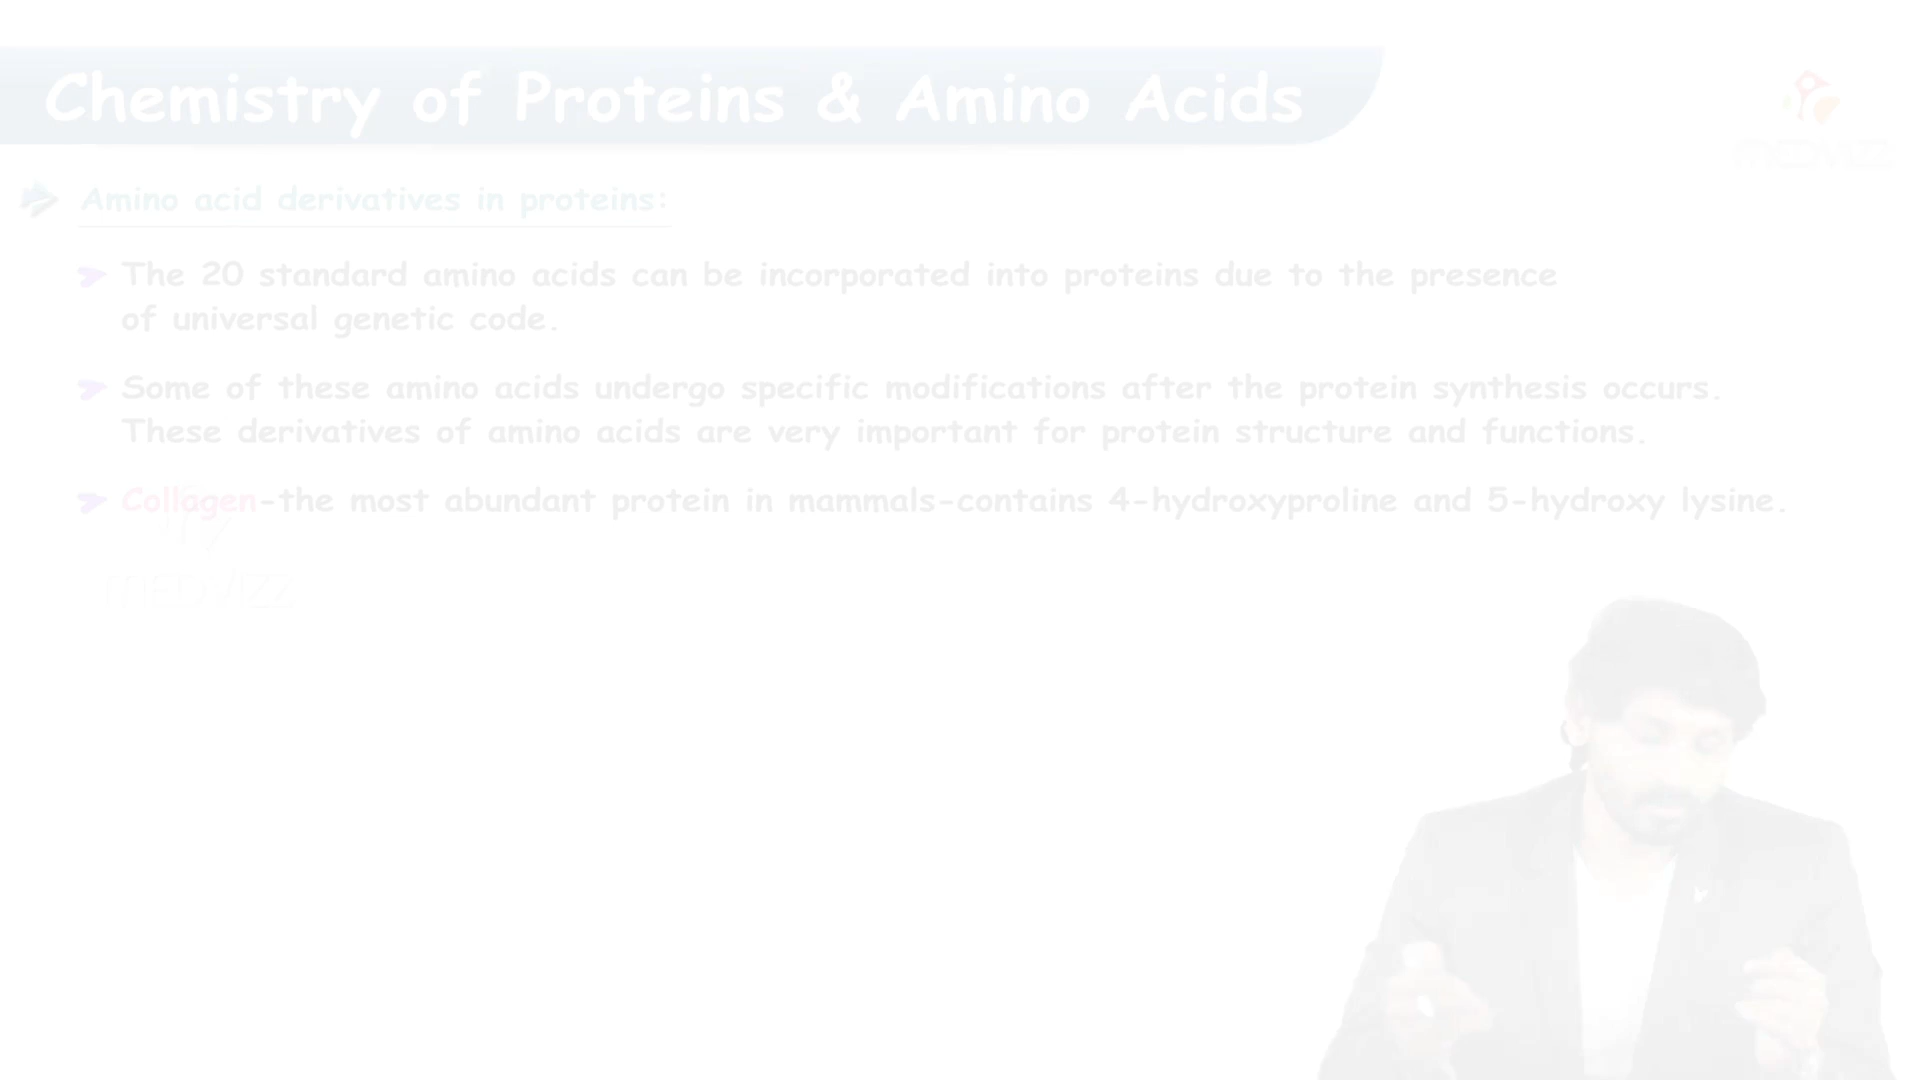 Chemistry of Proteins & Amino Acids
Amino acid derivatives in proteins:
The 20 standard amino acids can be incorporated into proteins due to the presence
of universal genetic code.
Some of these amino acids undergo specific modifications after the protein synthesis occurs.
These derivatives of amino acids are very important for protein structure and functions.
Collagen-the most abundant protein in mammals-contains 4-hydroxyproline and 5-hydroxy lysine.
MEDVIZZ